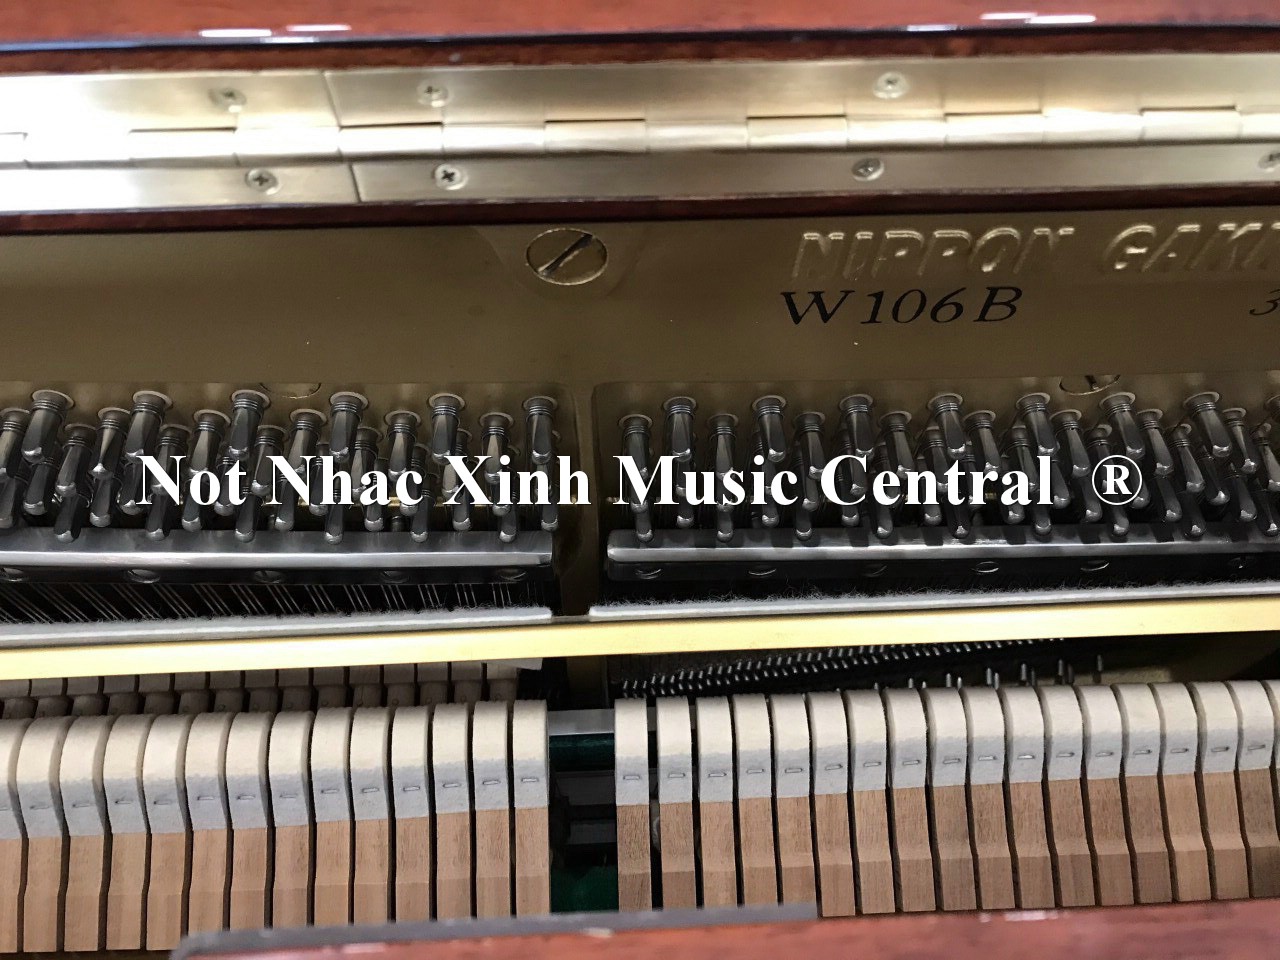 NIPPON
W106B
Not Nhac Xinh Music Central ®